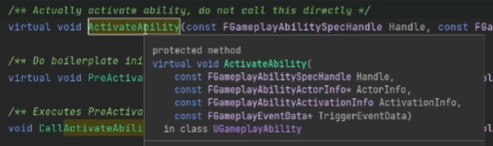 /** Actually activate ability, do not call this directly */
virtual void ActivateAbility(const FGameplayAbilitySpecHandle Handle, const FGamep
/** Do boilerplate ini
virtual void PreActiva
/** Executes PreActiva
void CallActivateAbili
protected method
virtual void ActivateAbility(
const FGameplayAbilitySpecHandle Handle,
const FGameplayAbilityActorInfo* ActorInfo,
const FGameplayAbilityActivationInfo ActivationInfo,
const FGameplayEventData* TriggerEventData)
in class UGameplayAbility